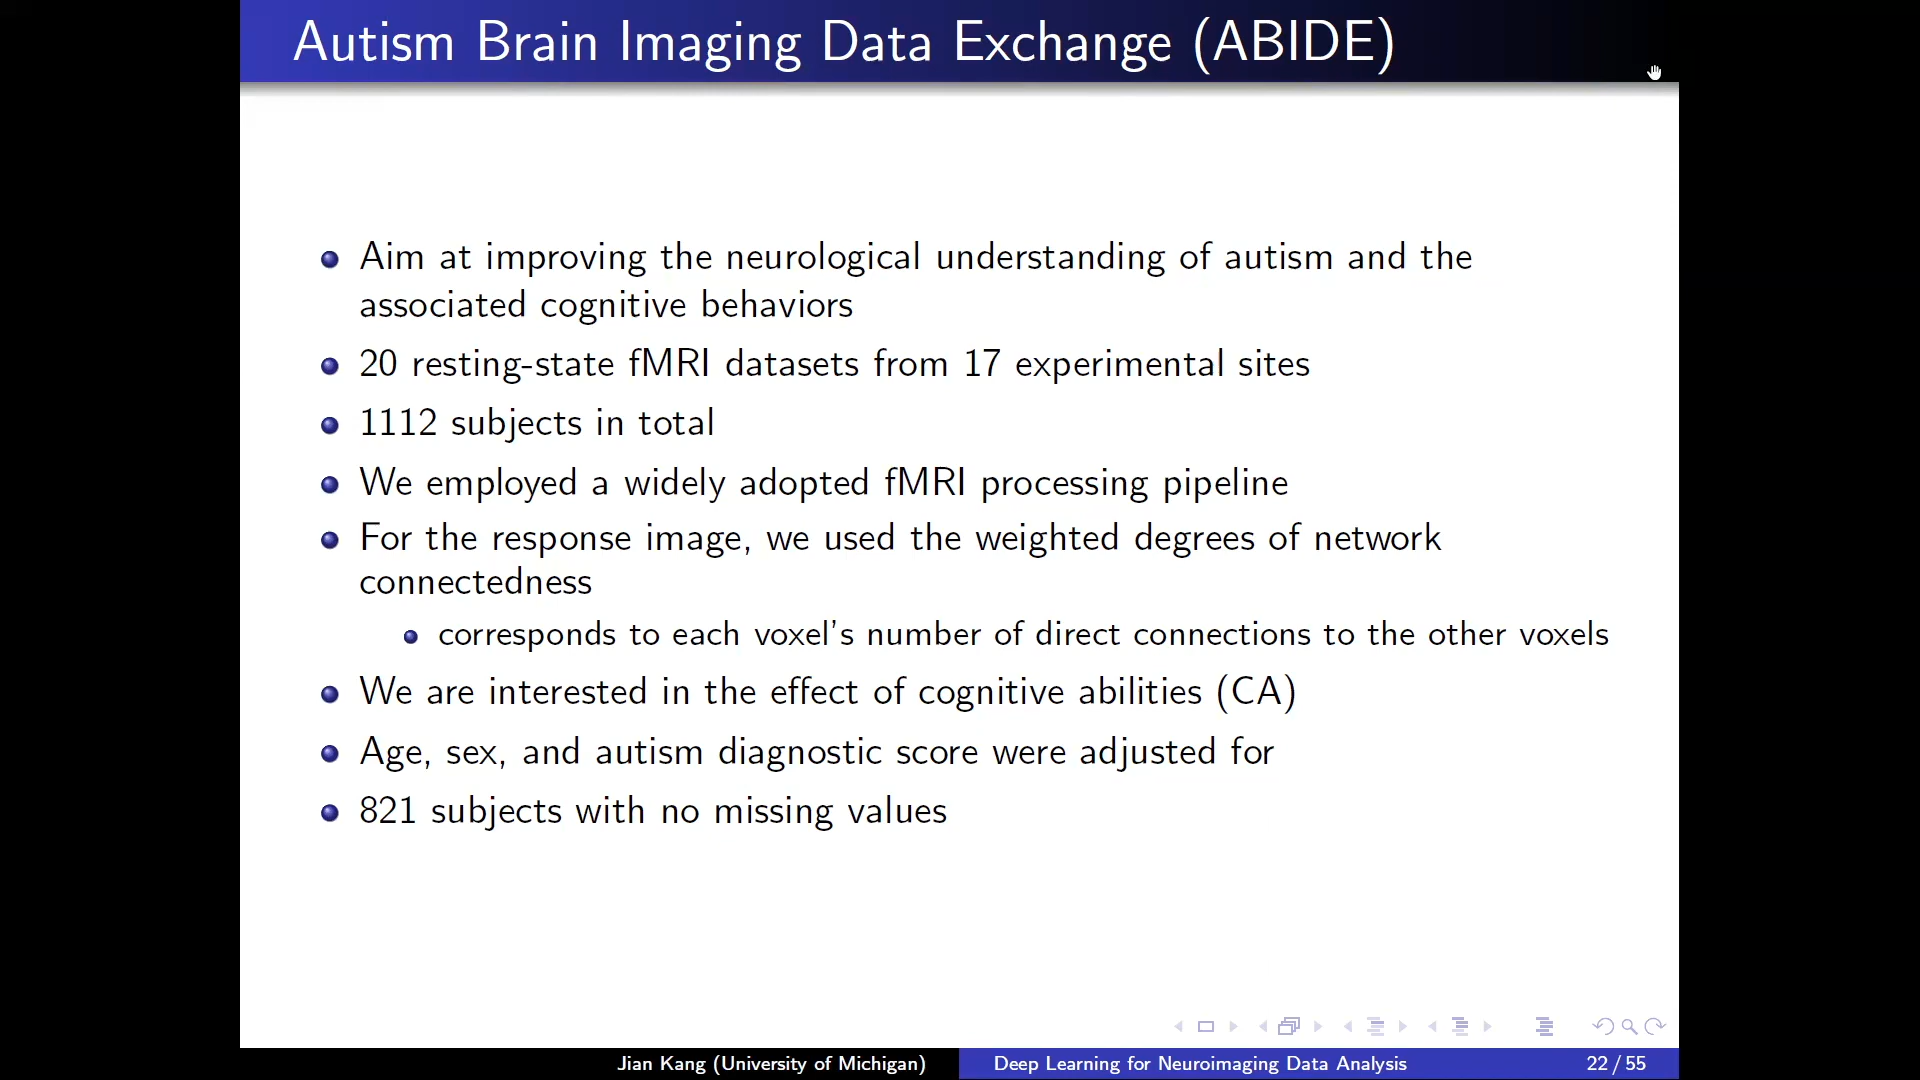 Autism Brain Imaging Data Exchange (ABIDE)
Aim at improving the neurological understanding of autism and the
associated cognitive behaviors
20 resting-state fMRI datasets from 17 experimental sites
1112 subjects in total
We employed a widely adopted fMRI processing pipeline
For the response image, we used the weighted degrees of network
connectedness
corresponds to each voxel's number of direct connections to the other voxels
We are interested in the effect of cognitive abilities (CA)
Age, sex, and autism diagnostic score were adjusted for
821 subjects with no missing values
Jian Kang (University of Michigan)
Deep Learning for Neuroimaging Data Analysis
22 / 55